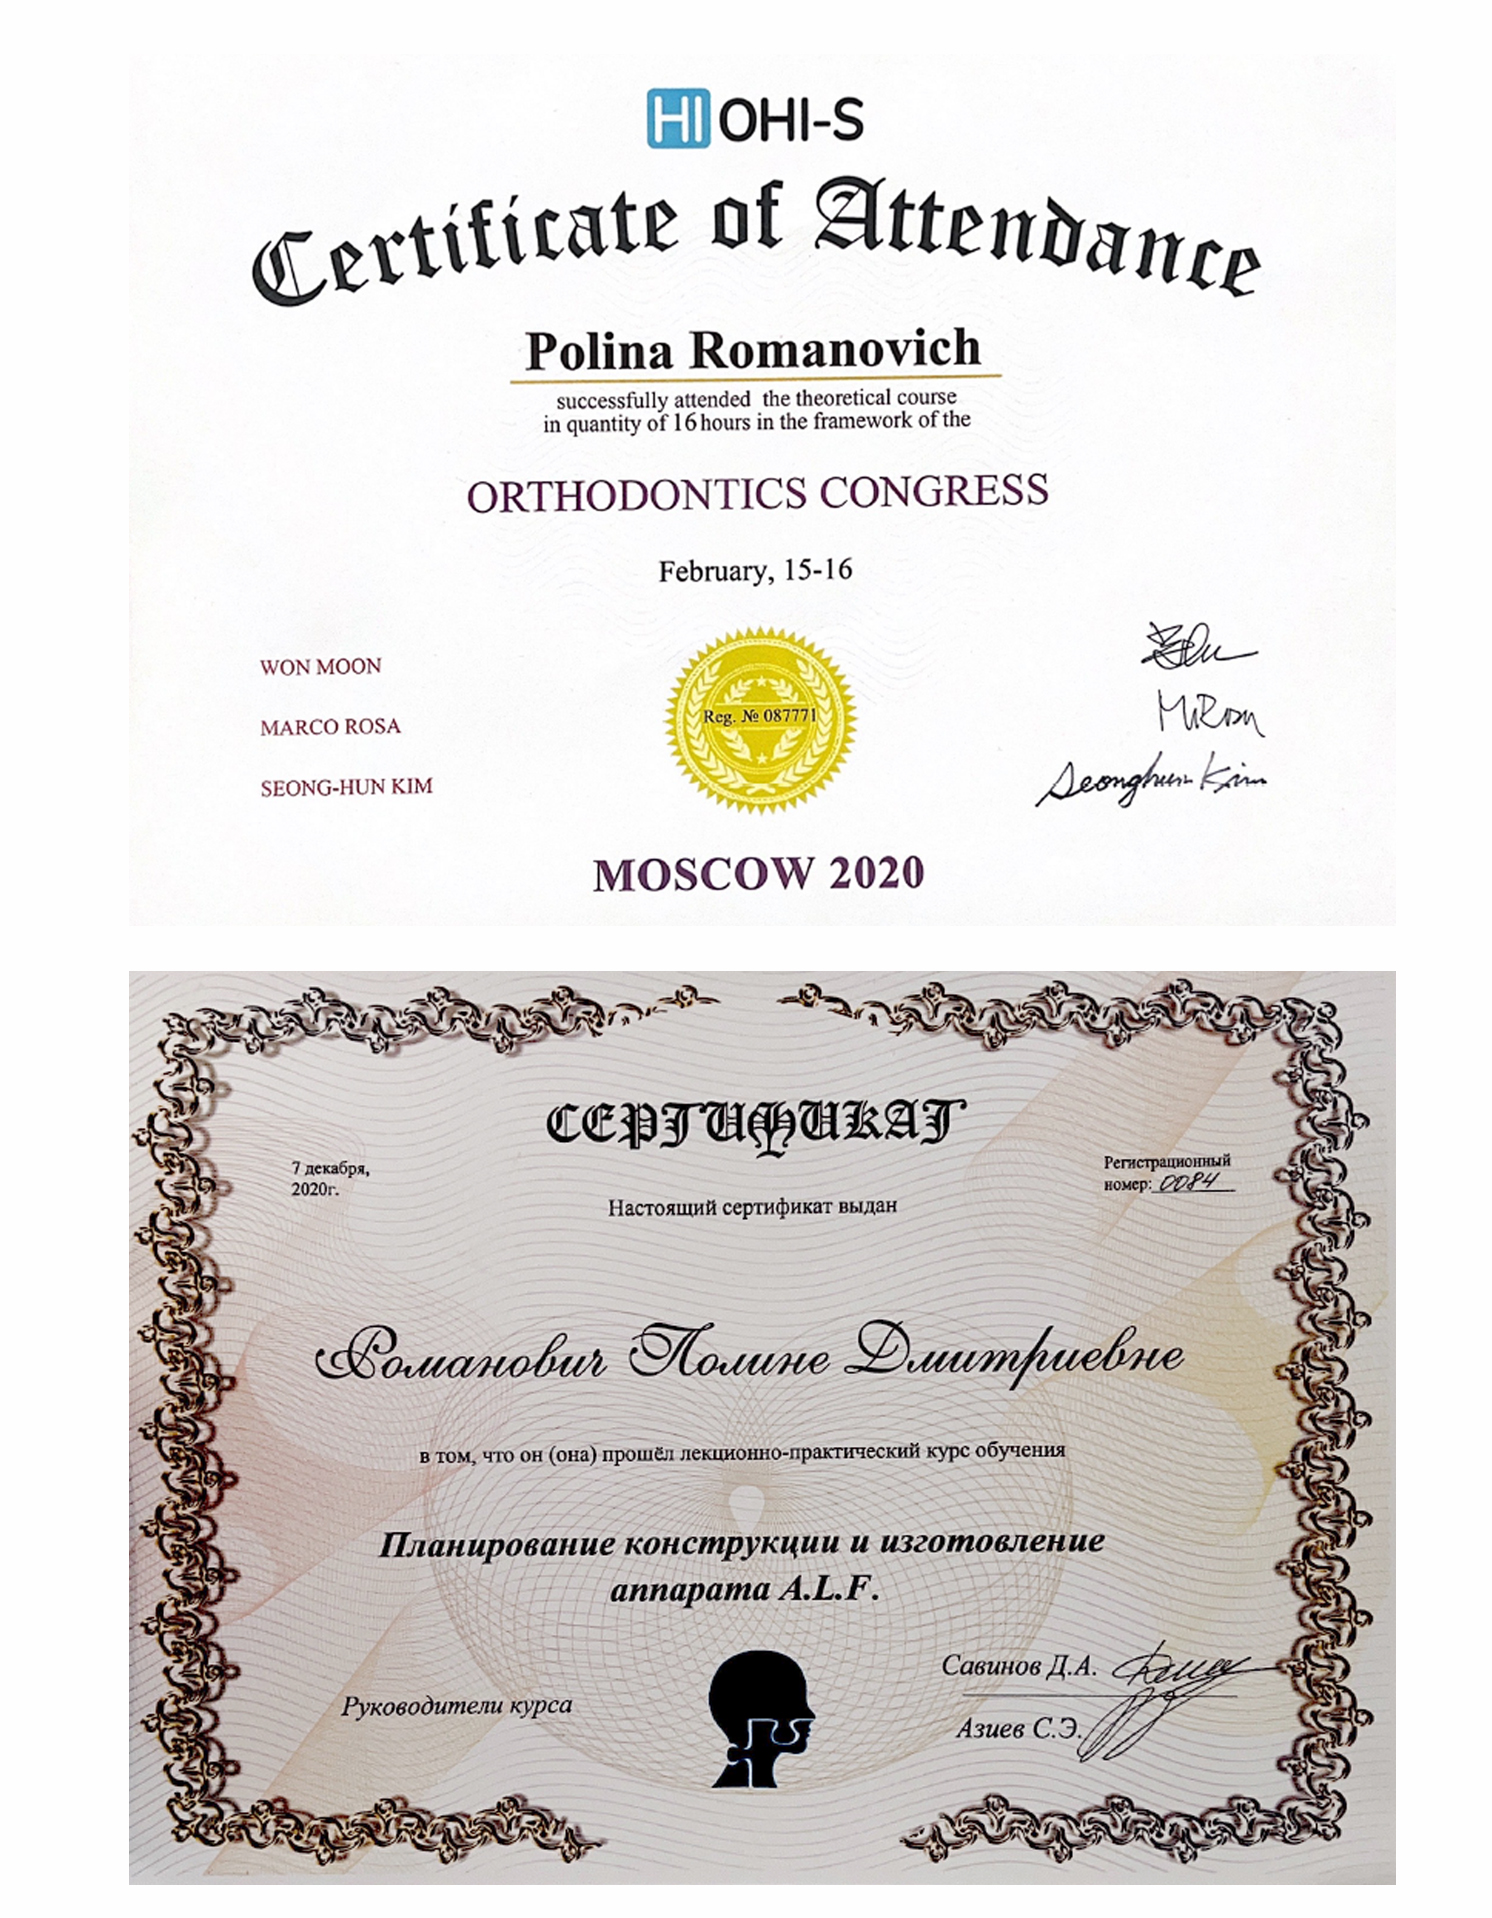 HI OHI-S
Certificate of Attendance
Polina Romanovich
successfully attended the theoretical course
in quantity of 16 hours in the framework of the
ORTHODONTICS CONGRESS
February, 15-16
WON MOON
MARCO ROSA
SEONG-HUN KIM
Reg. № 087771
MRosa
Seonghun Kim
MOSCOW 2020
СЕРТИФИКАТ
7 декабря,
2020г.
Регистрационный
номер: 0084
Настоящий сертификат выдан
Романович Полине Дмитриевне
в том, что он (она) прошёл лекционно-практический курс обучения
Планирование конструкции и изготовление
аппарата A.L.F.
Руководители курса
Савинов Д.А.
Азиев С.Э.